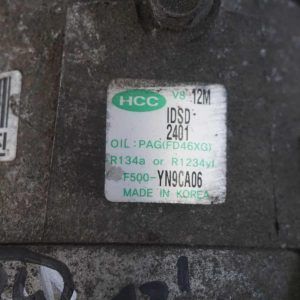 HCC VS 12M
IDSD-
2401
OIL: PAG(FD46XG)
R134a or R1234yf
F500-YN9CA06
MADE IN KOREA